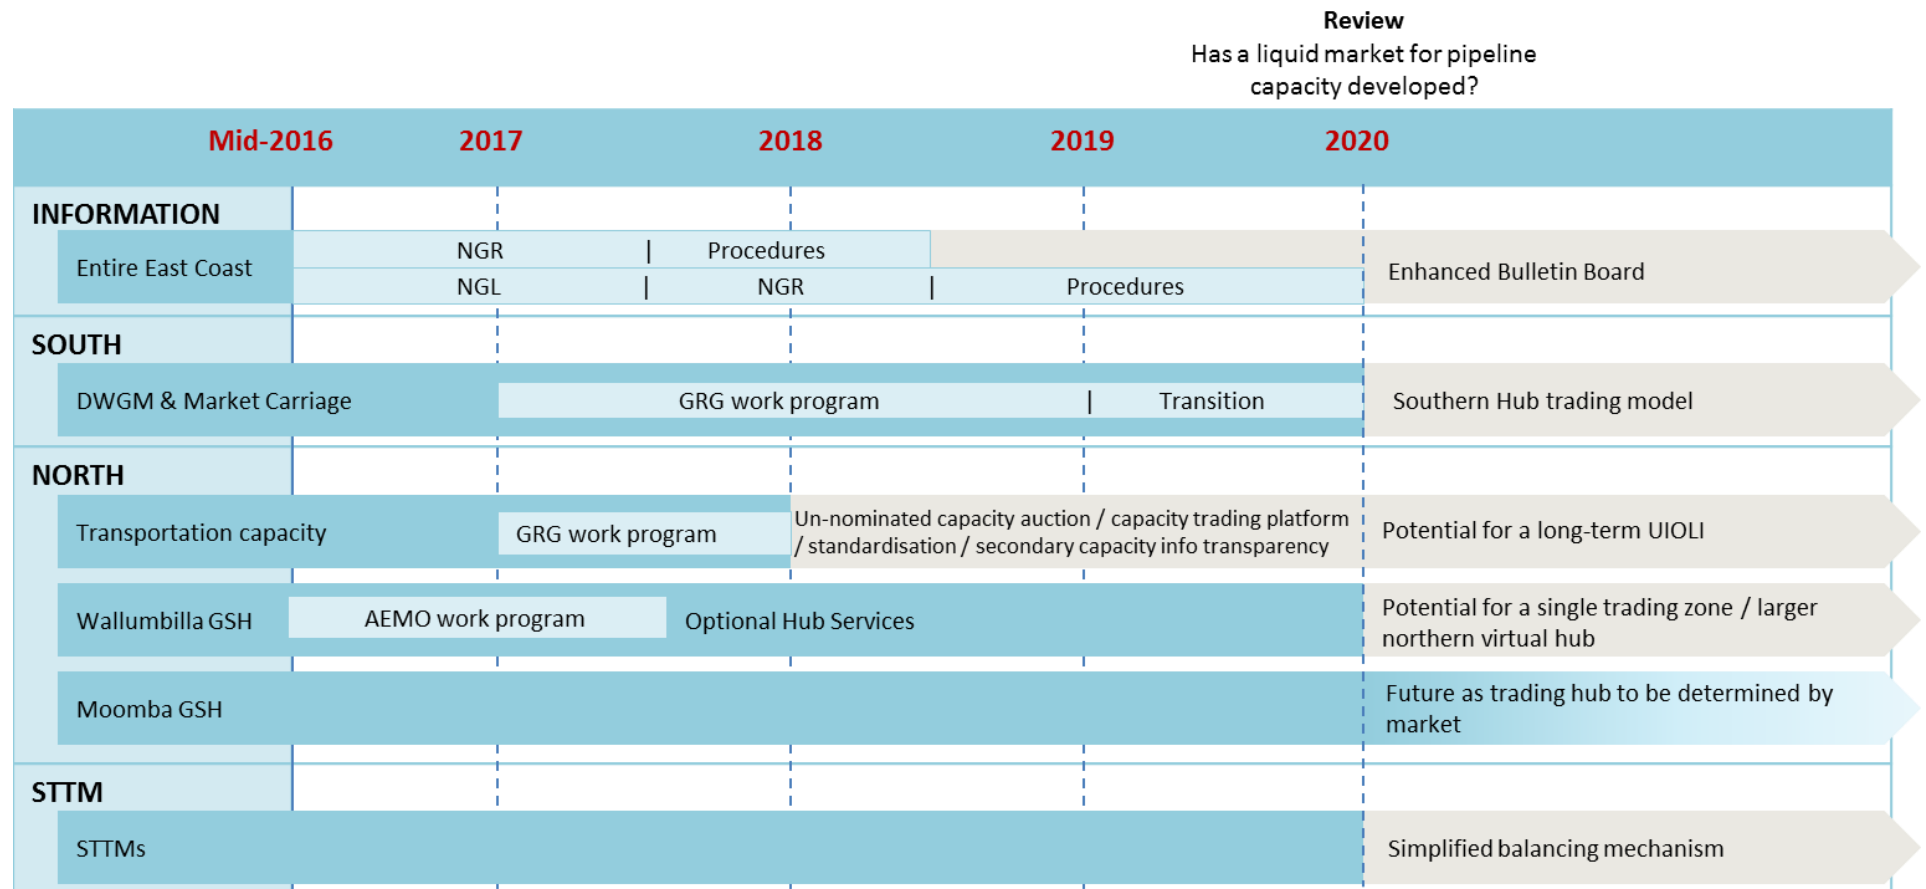 Review
Has a liquid market for pipeline
capacity developed?
Mid-2016 2017 2018 2019 2020
INFORMATION
Entire East Coast
NGR | Procedures
NGL | NGR | Procedures
Enhanced Bulletin Board
SOUTH
DWGM & Market Carriage
GRG work program | Transition
Southern Hub trading model
NORTH
Transportation capacity
GRG work program
Un-nominated capacity auction / capacity trading platform
/ standardisation / secondary capacity info transparency
Potential for a long-term UIOLI
Wallumbilla GSH
AEMO work program
Optional Hub Services
Potential for a single trading zone / larger
northern virtual hub
Moomba GSH
Future as trading hub to be determined by
market
STTM
STTMs
Simplified balancing mechanism